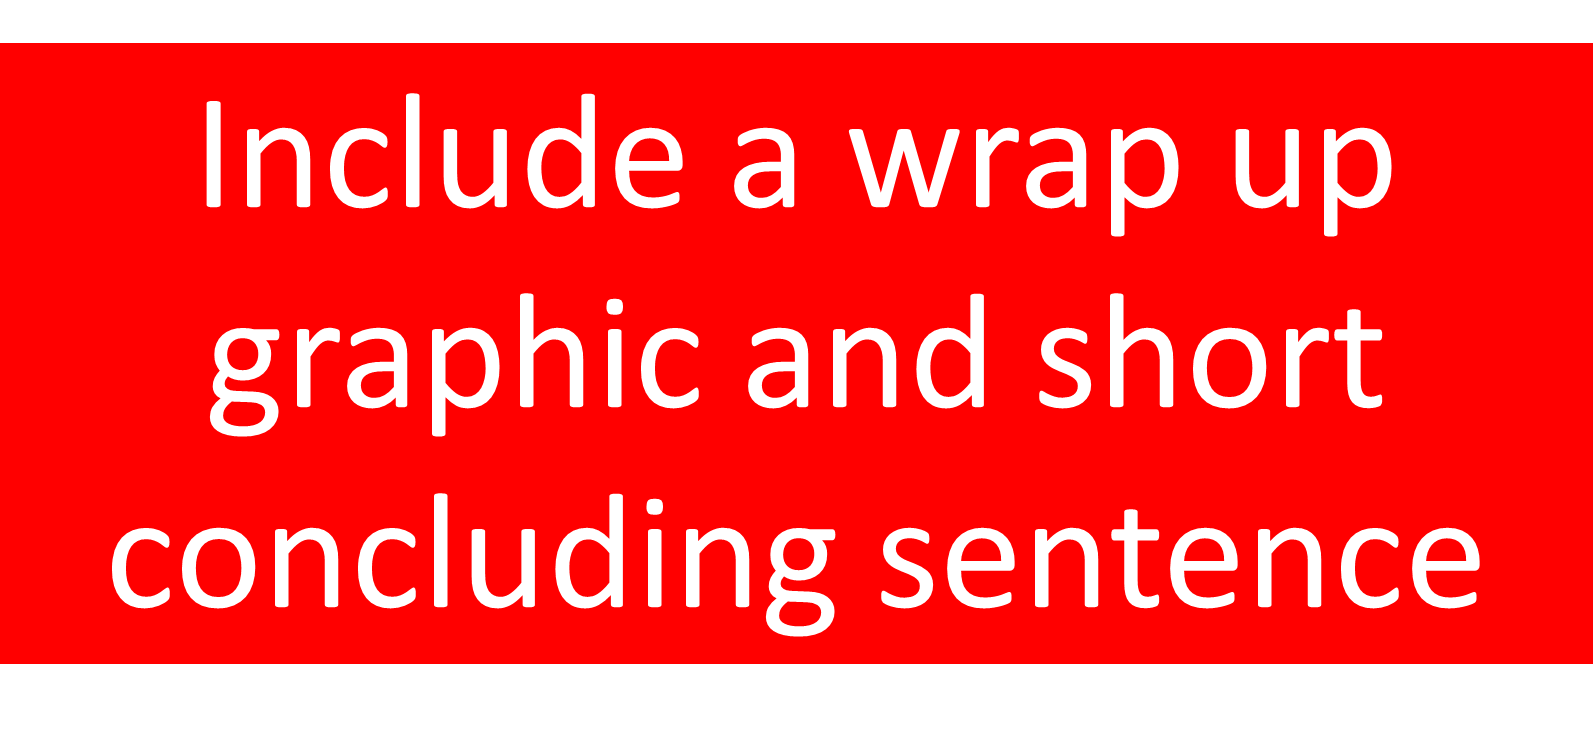 Include a wrap up
graphic and short
concluding sentence